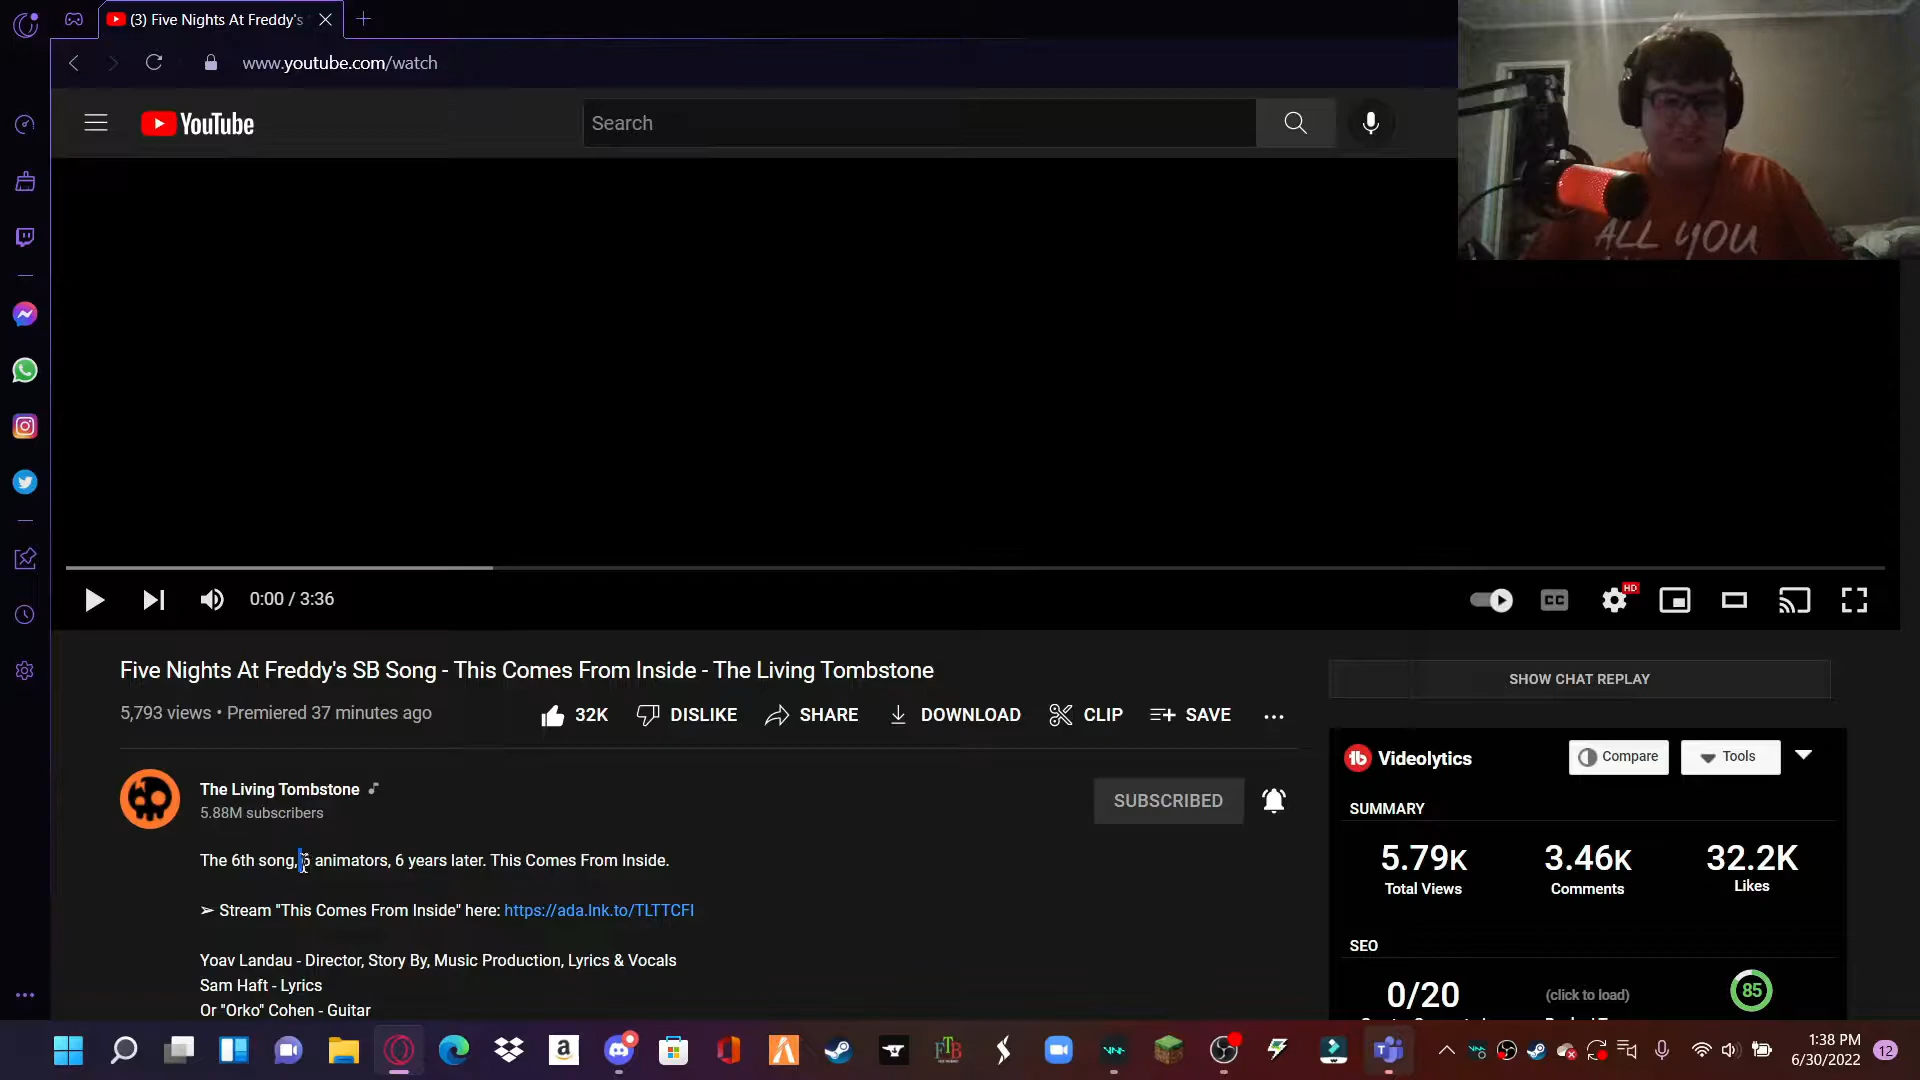 (3) Five Nights At Freddy's
www.youtube.com/watch
YouTube
Search
ALL YOU
0:00 / 3:36
CC
HD
Five Nights At Freddy's SB Song - This Comes From Inside - The Living Tombstone
5,793 views • Premiered 37 minutes ago
32K
DISLIKE
SHARE
DOWNLOAD
CLIP
SAVE
SHOW CHAT REPLAY
The Living Tombstone
5.88M subscribers
SUBSCRIBED
The 6th song, 6 animators, 6 years later. This Comes From Inside.
➢ Stream "This Comes From Inside" here: https://ada.lnk.to/TLTTCFI
Yoav Landau - Director, Story By, Music Production, Lyrics & Vocals
Sam Haft - Lyrics
Or "Orko" Cohen - Guitar
Videolytics
Compare
Tools
SUMMARY
5.79K
Total Views
3.46K
Comments
32.2K
Likes
SEO
0/20
(click to load)
85
FTB
1:38 PM
6/30/2022
12